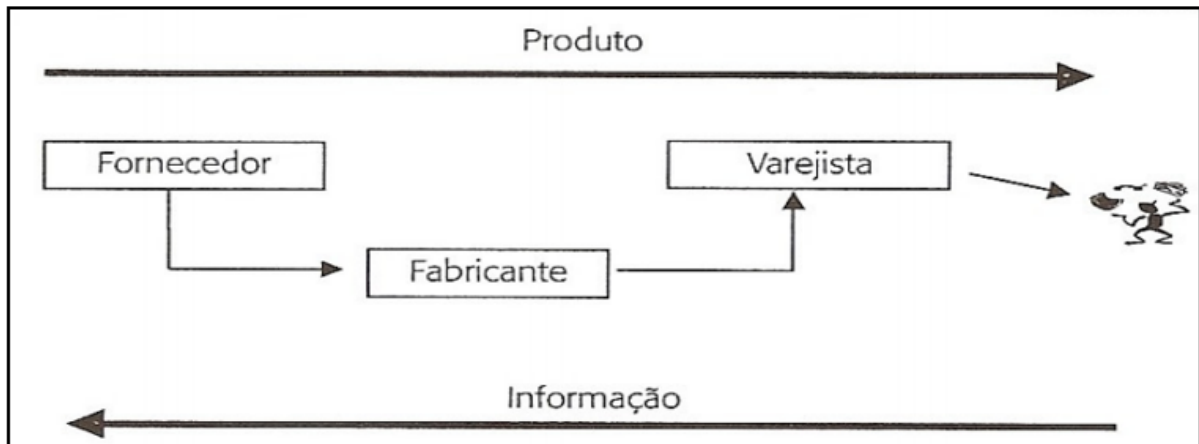 Produto
Fornecedor
Varejista
Fabricante
Informação